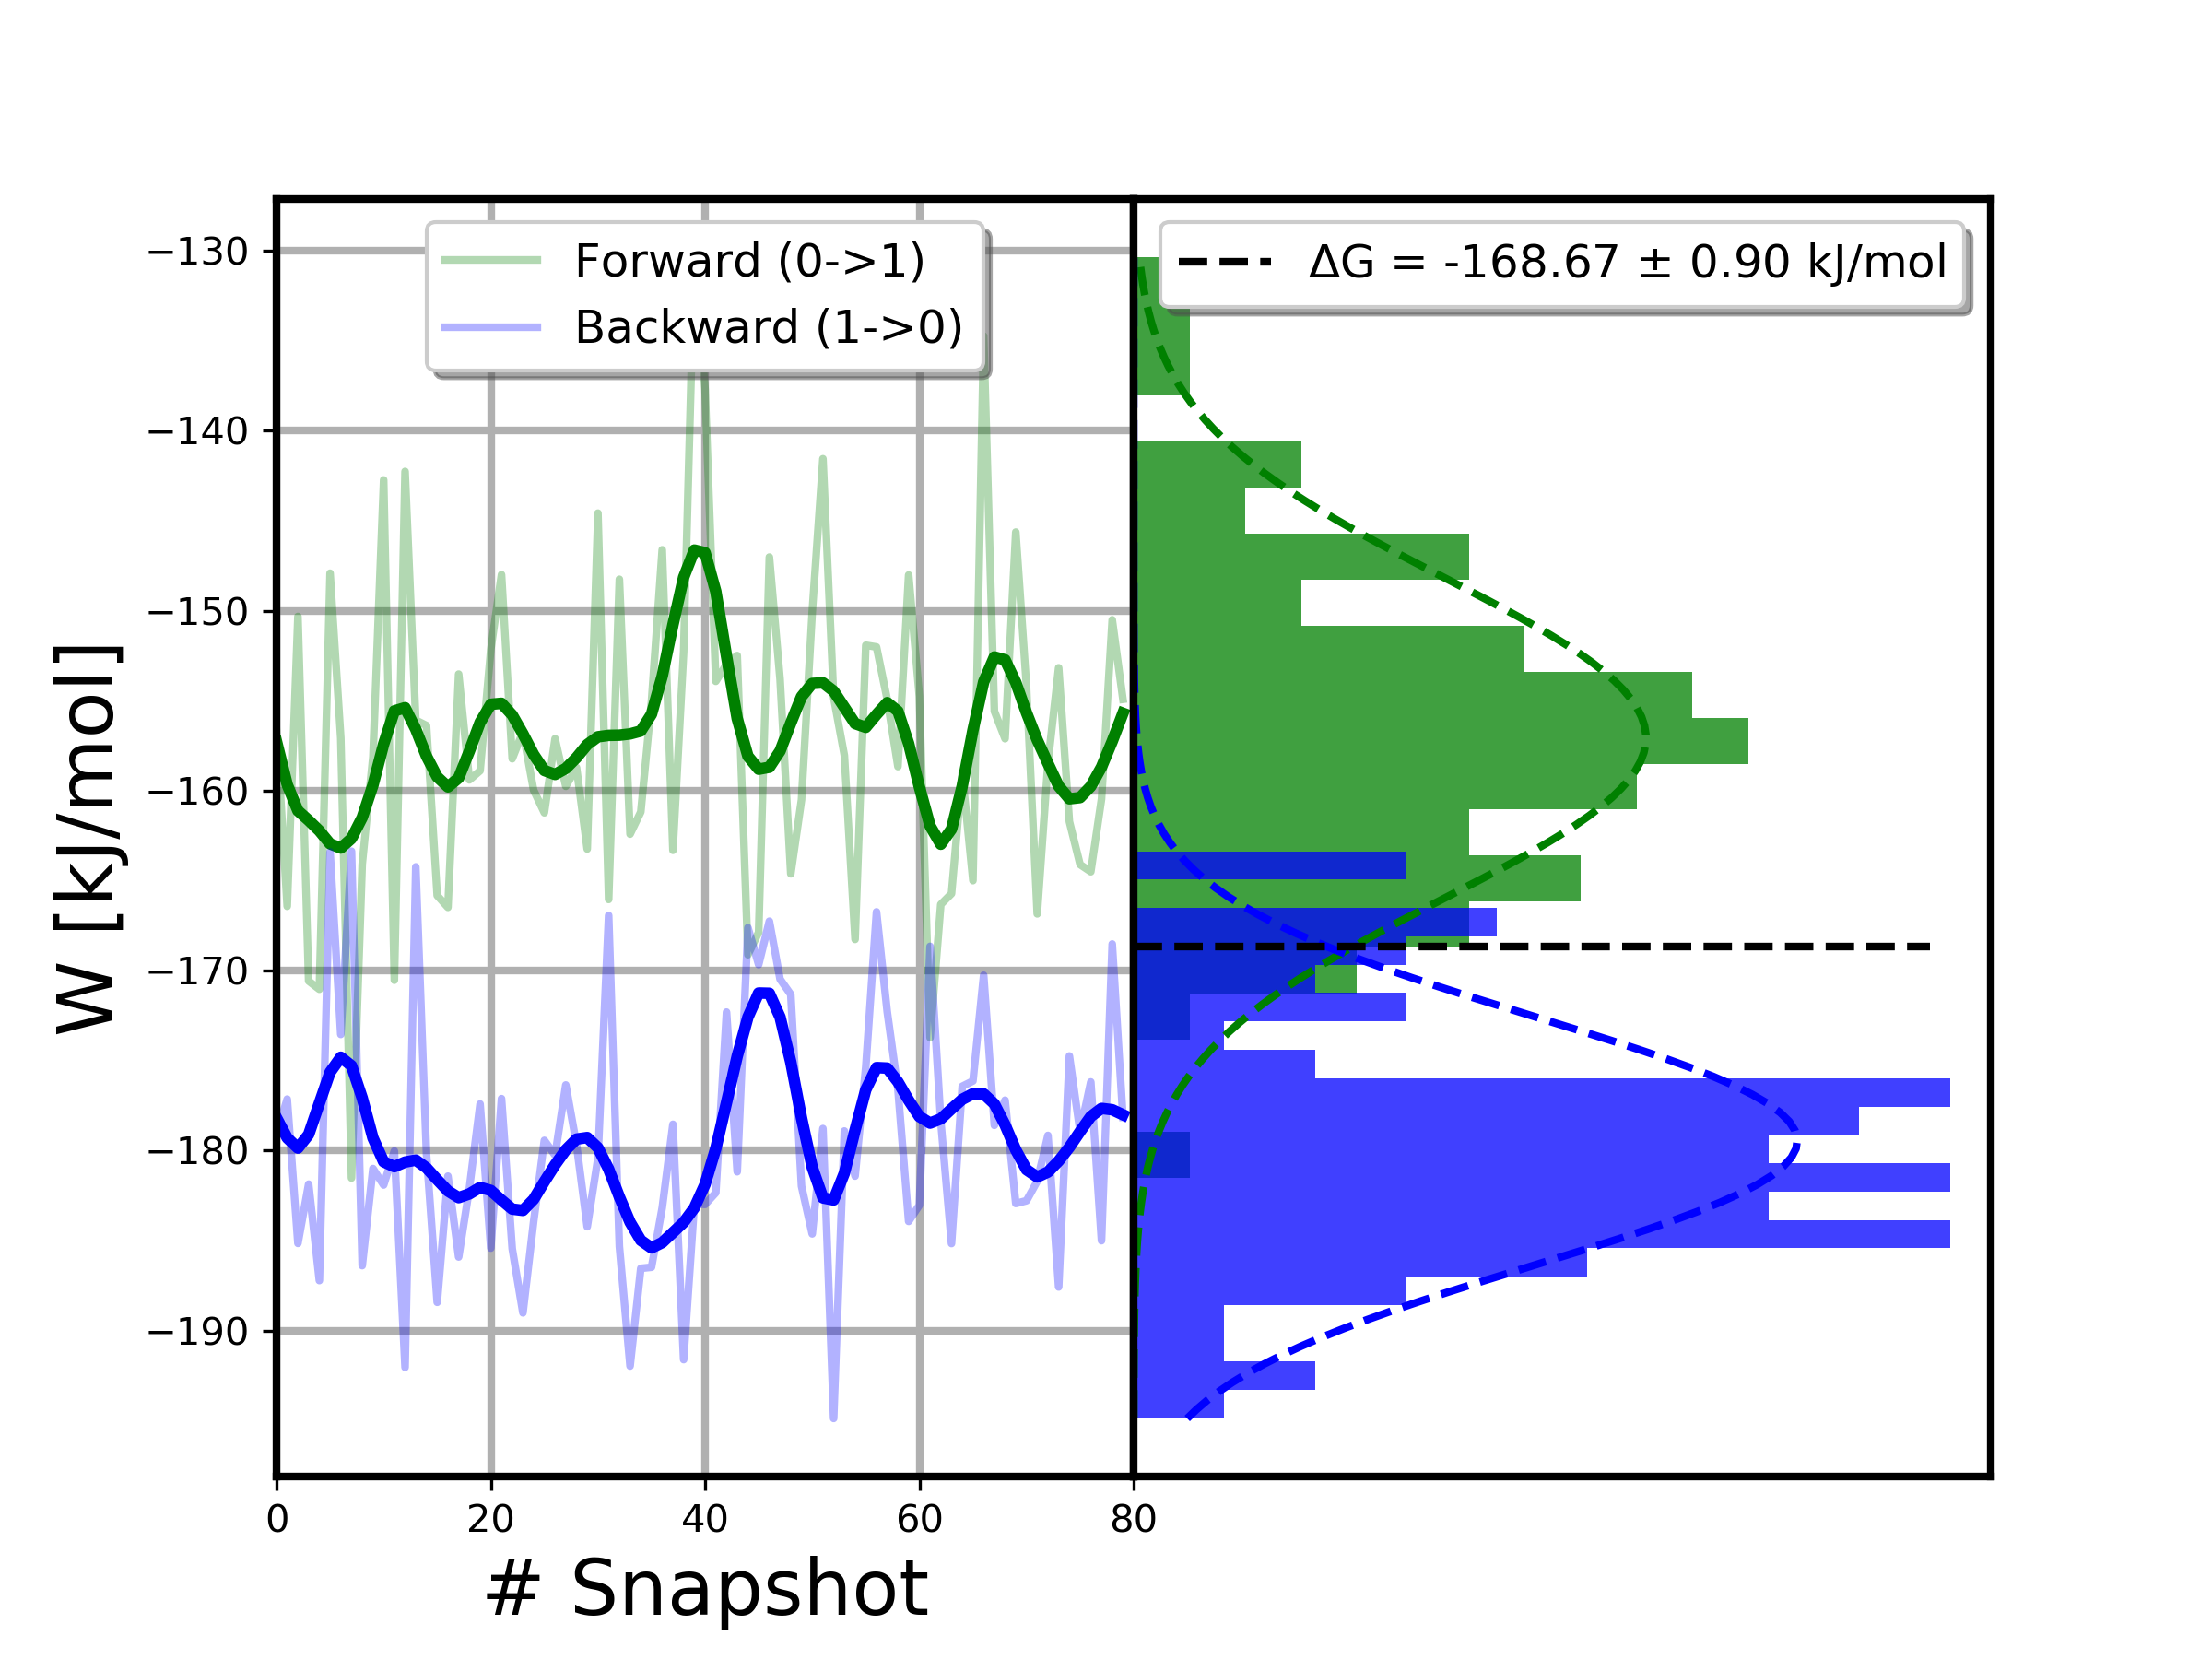 Forward (0->1)
Backward (1->0)
ΔG = -168.67 ± 0.90 kJ/mol
−130
−140
−150
−160
−170
−180
−190
W [kJ/mol]
0 20 40 60 80
# Snapshot